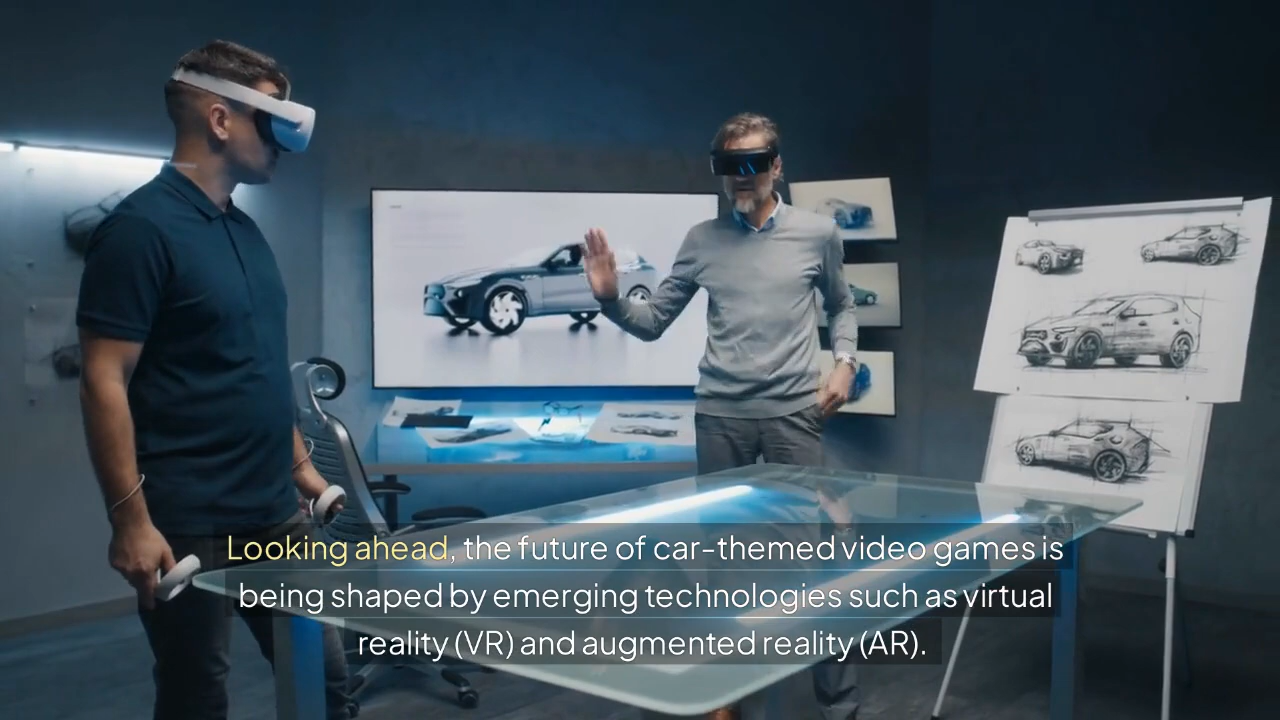 Looking ahead, the future of car-themed video games is
being shaped by emerging technologies such as virtual
reality (VR) and augmented reality (AR).